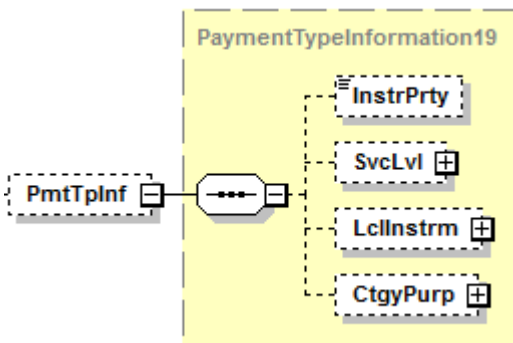 PaymentTypeInformation19
InstrPrty
SvcLvl
PmtTpInf
LclInstrm
CtgyPurp